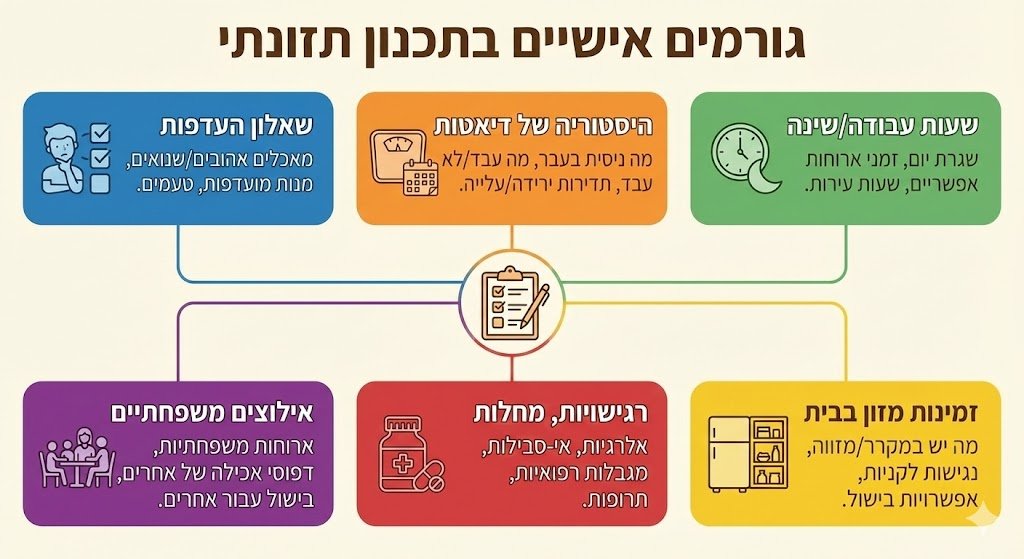 גורמים אישיים בתכנון תזונתי
שעות עבודה/שינה
שגרת יום, זמני ארוחות
אפשריים, שעות עירות.
היסטוריה של דיאטות
מה ניסית בעבר, מה עבד/לא
עבד, תדירות ירידה/עלייה.
שאלון העדפות
מאכלים אהובים/שנואים,
מנות מועדפות, טעמים.
זמינות מזון בבית
מה יש במקרר/מזווה,
נגישות לקניות,
אפשרויות בישול.
רגישויות, מחלות
אלרגיות, אי-סבילות,
מגבלות רפואיות,
תרופות.
אילוצים משפחתיים
ארוחות משפחתיות,
דפוסי אכילה של אחרים,
בישול עבור אחרים.